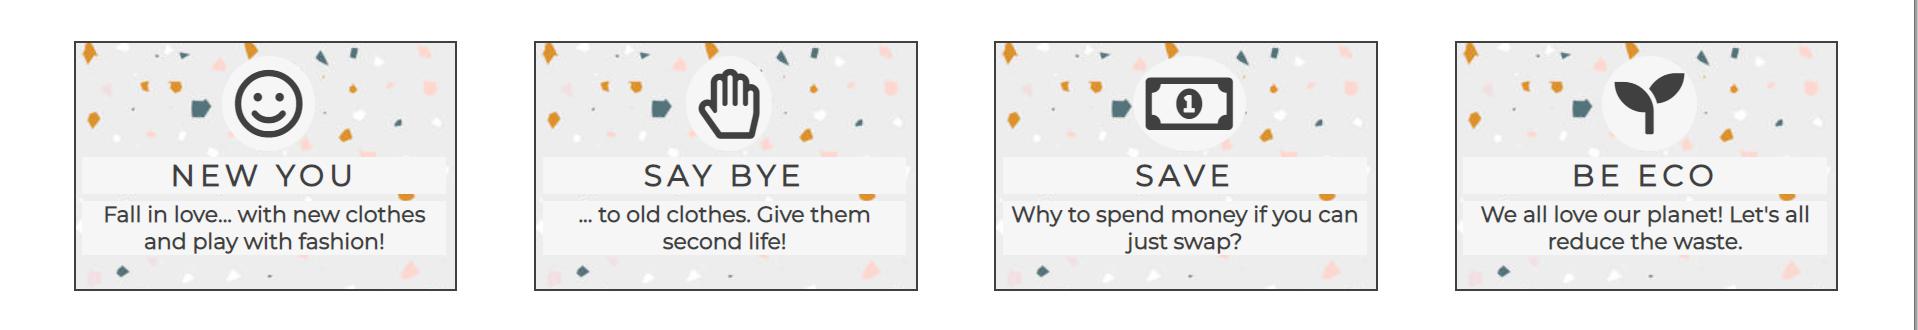 NEW YOU
Fall in love... with new clothes
and play with fashion!
SAY BYE
... to old clothes. Give them
second life!
1
SAVE
Why to spend money if you can
just swap?
BE ECO
We all love our planet! Let's all
reduce the waste.